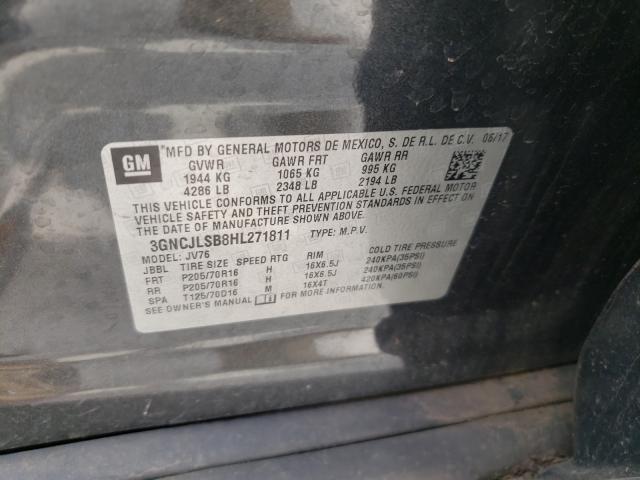 GM
*MFD BY GENERAL MOTORS DE MEXICO, S. DE R.L. DE C.V. 06/17
GVWR GAWR FRT GAWR RR
1944 KG 1065 KG 995 KG
4286 LB 2348 LB 2194 LB
THIS VEHICLE CONFORMS TO ALL APPLICABLE U.S. FEDERAL MOTOR
VEHICLE SAFETY, BUMPER, AND THEFT PREVENTION STANDARDS IN EFFECT ON
THE DATE OF MANUFACTURE SHOWN ABOVE.
3GNCJLSB8HL271811 TYPE: M.P.V.
MODEL: JV76
JBBL TIRE SIZE SPEED RTG RIM COLD TIRE PRESSURE
FRT P205/70R16 H 16X6.5J 240KPA(35PSI)
RR P205/70R16 H 16X6.5J 240KPA(35PSI)
SPA T125/70D16 M 16X4T 420KPA(60PSI)
SEE OWNER'S MANUAL FOR MORE INFORMATION.